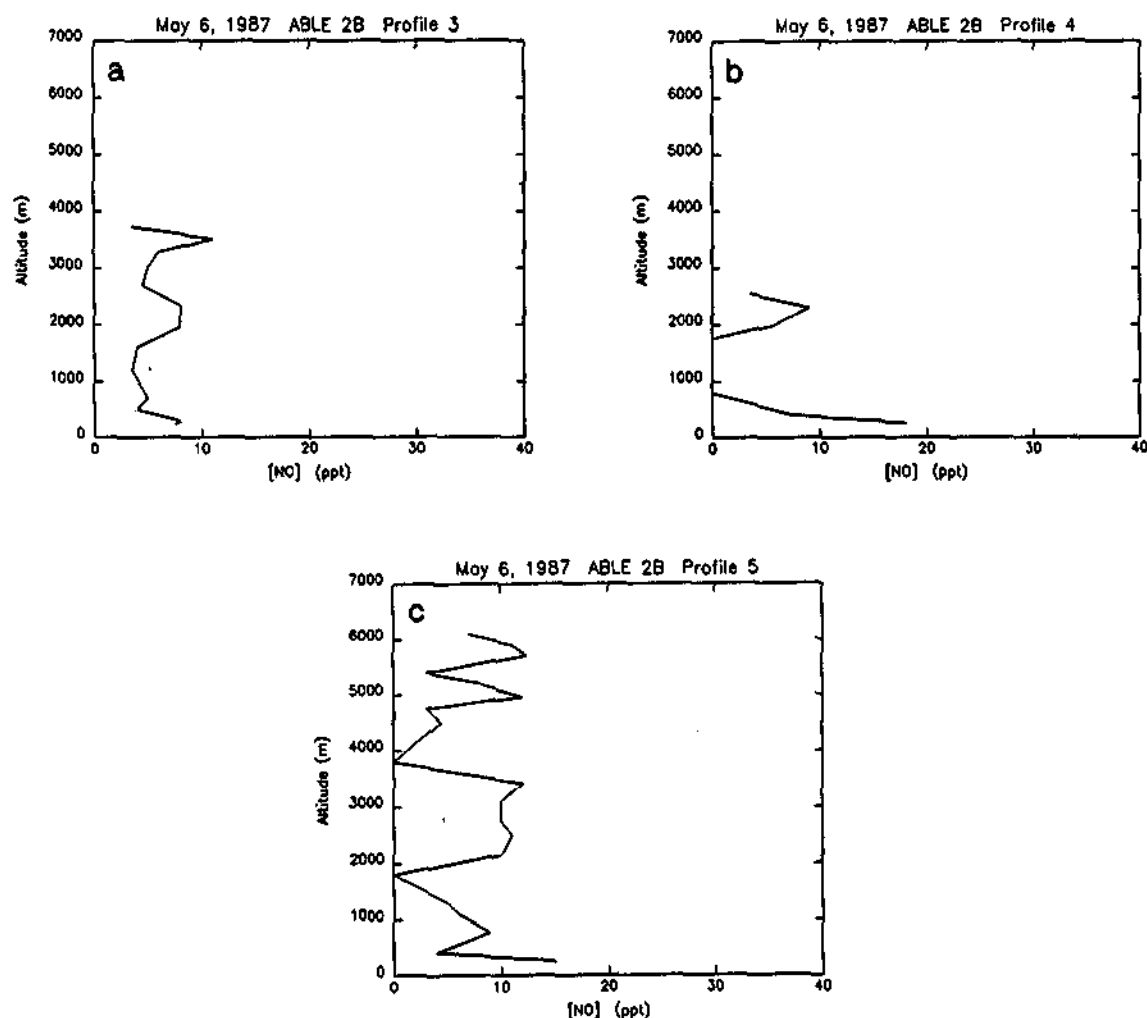 May 6, 1987 ABLE 2B Profile 3
a
7000
6000
5000
4000
3000
2000
1000
0
Altitude (m)
0 10 20 30 40
[NO] (ppt)
May 6, 1987 ABLE 2B Profile 4
b
7000
6000
5000
4000
3000
2000
1000
0
Altitude (m)
0 10 20 30 40
[NO] (ppt)
May 6, 1987 ABLE 2B Profile 5
c
7000
6000
5000
4000
3000
2000
1000
0
Altitude (m)
0 10 20 30 40
[NO] (ppt)